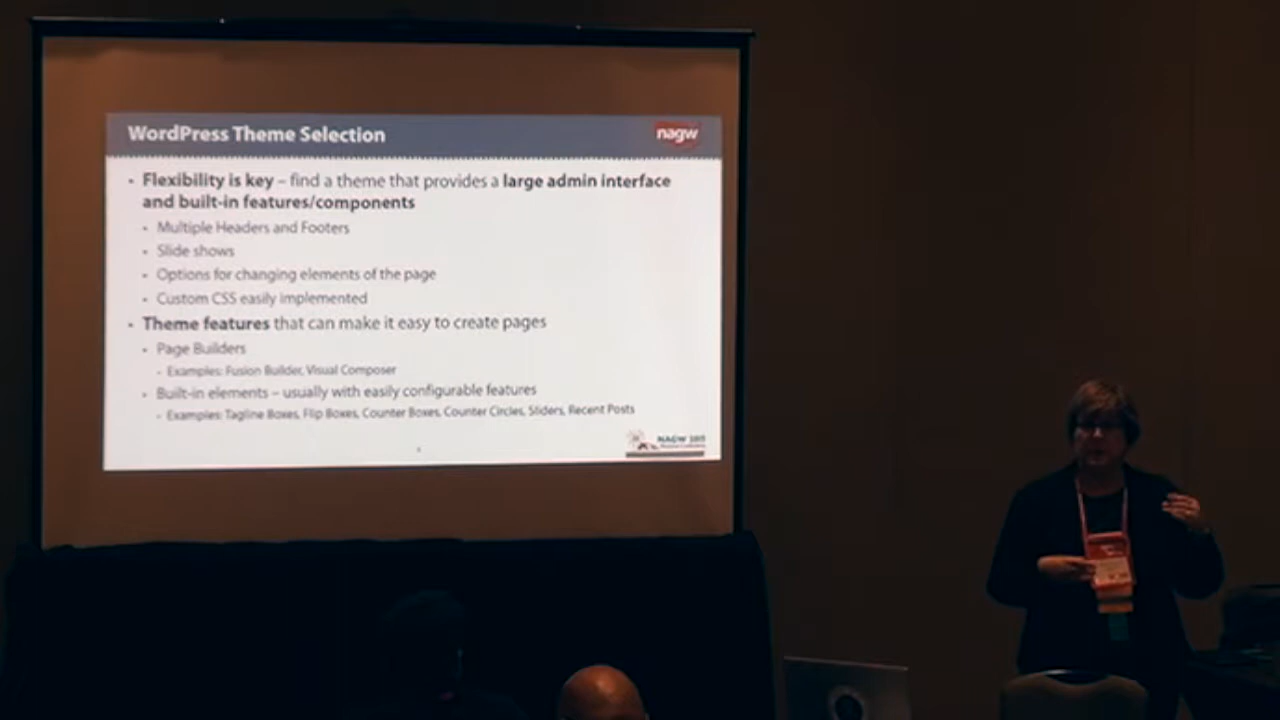 WordPress Theme Selection
nagw
• Flexibility is key – find a theme that provides a large admin interface
and built-in features/components
• Multiple Headers and Footers
• Slide shows
• Options for changing elements of the page
• Custom CSS easily implemented
• Theme features that can make it easy to create pages
• Page Builders
• Examples: Fusion Builder, Visual Composer
• Built-in elements – usually with easily configurable features
• Examples: Tagline Boxes, Flip Boxes, Counter Boxes, Counter Circles, Sliders, Recent Posts
NAGW